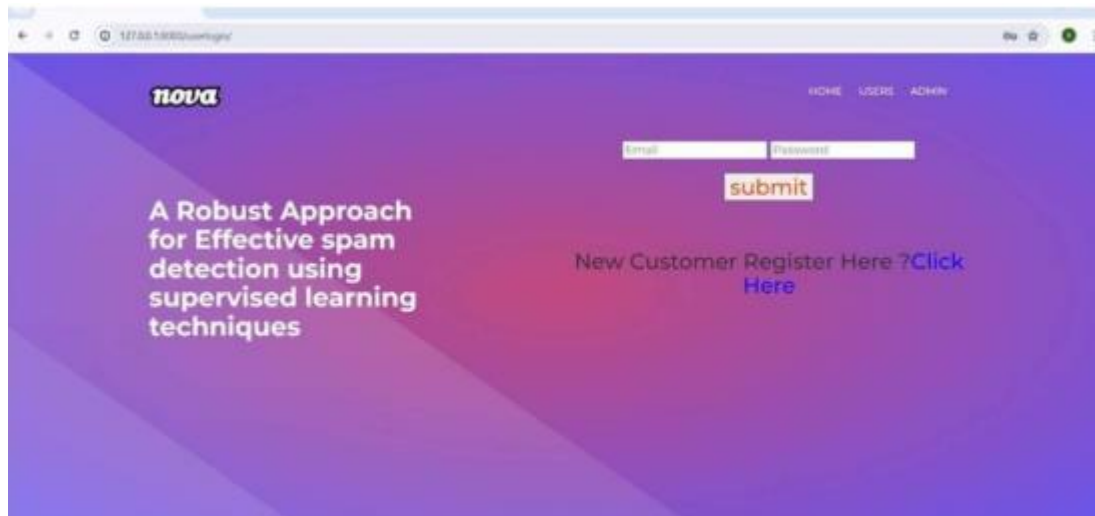 nova
HOME USERS ADMIN
Email Password
submit
A Robust Approach
for Effective spam
detection using
supervised learning
techniques
New Customer Register Here ?Click
Here